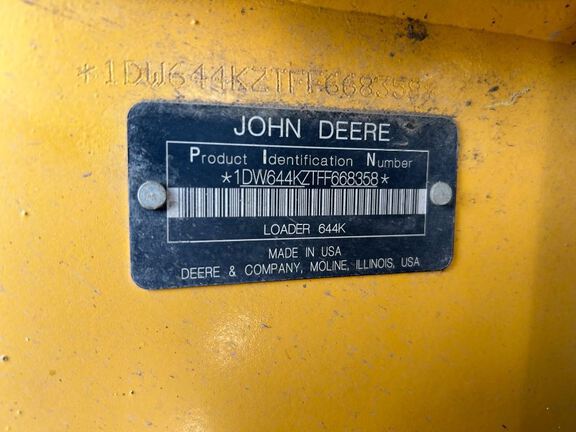 *1DW644KZTFF668358*
JOHN DEERE
Product Identification Number
*1DW644KZTFF668358*
LOADER 644K
MADE IN USA
DEERE & COMPANY, MOLINE, ILLINOIS, USA